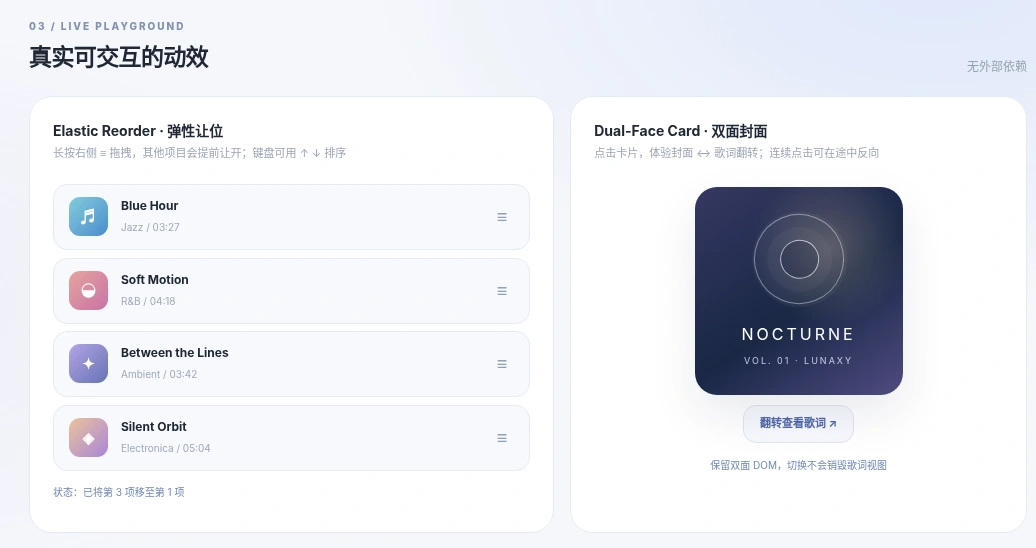 03 / LIVE PLAYGROUND
真实可交互的动效
无外部依赖
Elastic Reorder · 弹性让位
长按右侧 ≡ 拖拽，其他项目会提前让开；键盘可用 ↑ ↓ 排序
Blue Hour
Jazz / 03:27
Soft Motion
R&B / 04:18
Between the Lines
Ambient / 03:42
Silent Orbit
Electronica / 05:04
状态：已将第 3 项移至第 1 项
Dual-Face Card · 双面封面
点击卡片，体验封面 ↔ 歌词翻转；连续点击可在途中反向
NOCTURNE
VOL. 01 · LUNAXY
翻转查看歌词 ↗
保留双面 DOM，切换不会销毁歌词视图